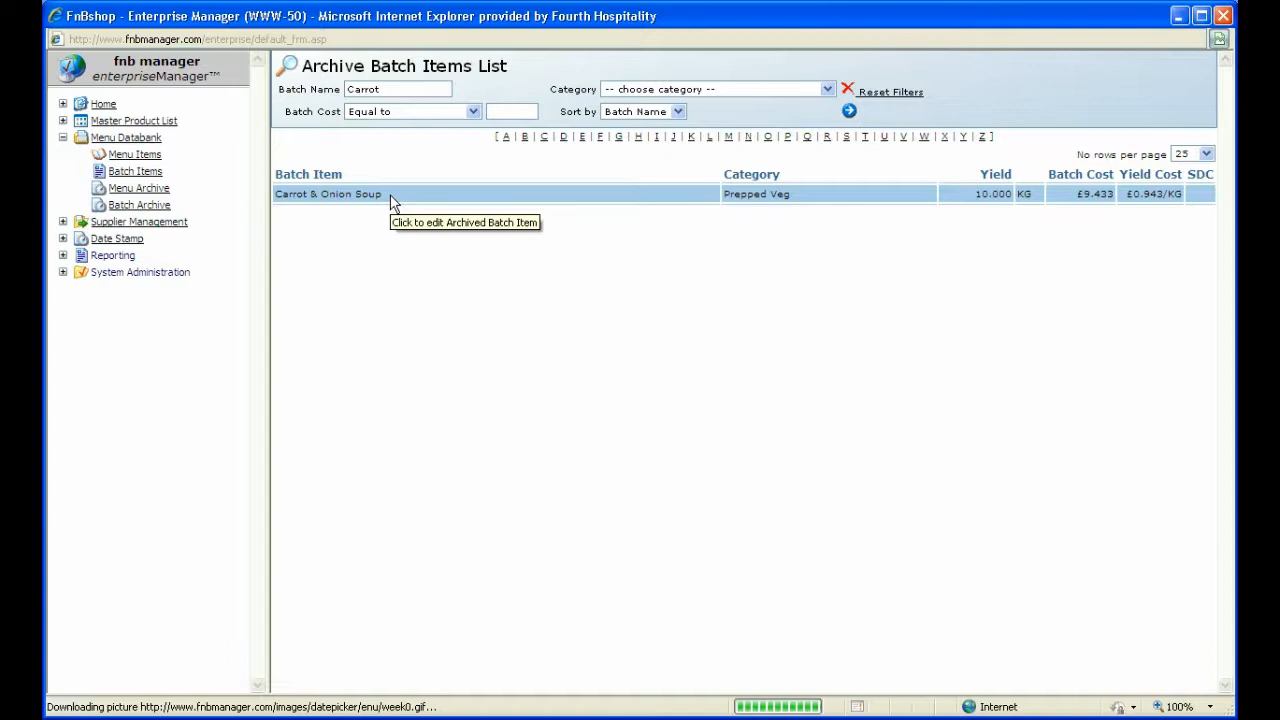 FnBshop - Enterprise Manager (WWW-50) - Microsoft Internet Explorer provided by Fourth Hospitality
http://www.fnbmanager.com/enterprise/default_frm.asp
fnb manager
enterpriseManager™
Home
Master Product List
Menu Databank
Menu Items
Batch Items
Menu Archive
Batch Archive
Supplier Management
Date Stamp
Reporting
System Administration
Archive Batch Items List
Batch Name Carrot Category -- choose category -- Reset Filters
Batch Cost Equal to Sort by Batch Name
[ A B C D E F G H I J K L M N O P Q R S T U V W X Y Z ]
No rows per page 25
Batch Item Category Yield Batch Cost Yield Cost SDC
Carrot & Onion Soup Prepped Veg 10.000 KG £9.433 £0.943/KG
Click to edit Archived Batch Item
Downloading picture http://www.fnbmanager.com/images/datepicker/enu/week0.gif... Internet 100%